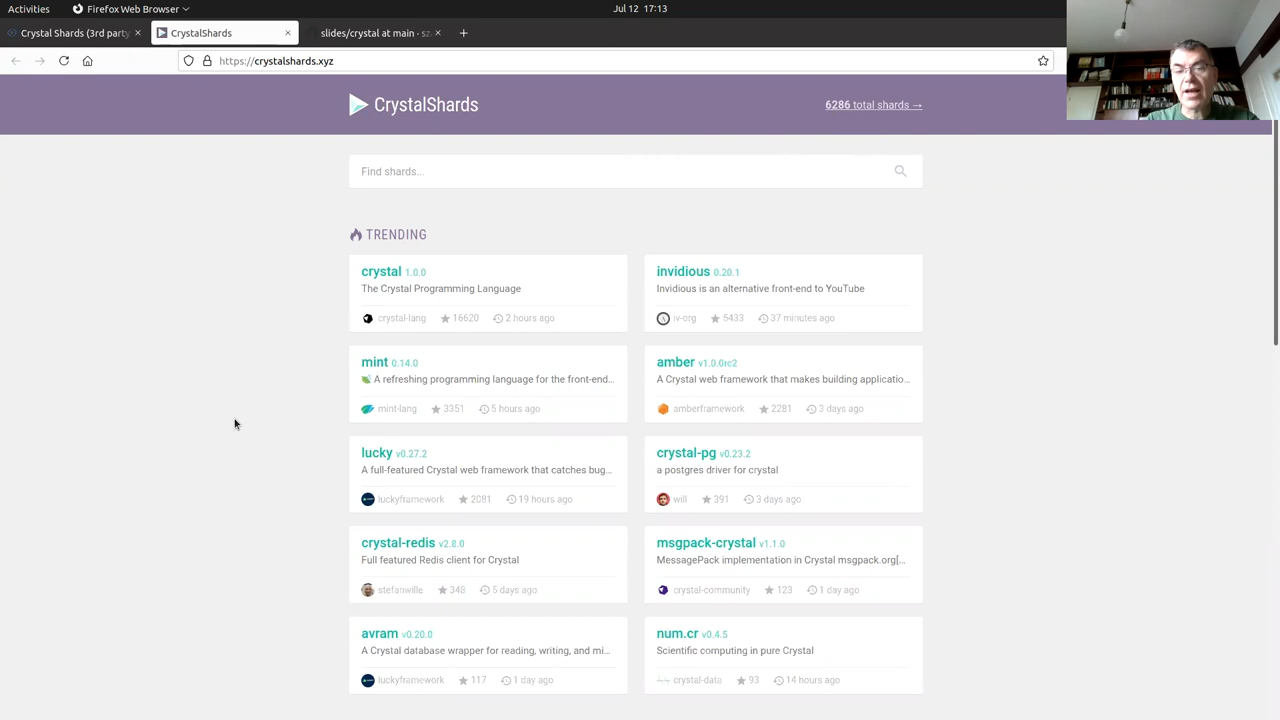 Activities
Firefox Web Browser
Jul 12 17:13
Crystal Shards (3rd party
CrystalShards
slides/crystal at main · sz
https://crystalshards.xyz
CrystalShards
6286 total shards →
Find shards...
TRENDING
crystal 1.0.0
The Crystal Programming Language
crystal-lang 16620 2 hours ago
invidious 0.20.1
Invidious is an alternative front-end to YouTube
iv-org 5433 37 minutes ago
mint 0.14.0
A refreshing programming language for the front-end...
mint-lang 3351 5 hours ago
amber v1.0.0rc2
A Crystal web framework that makes building applicatio...
amberframework 2281 3 days ago
lucky v0.27.2
A full-featured Crystal web framework that catches bug...
luckyframework 2081 19 hours ago
crystal-pg v0.23.2
a postgres driver for crystal
will 391 3 days ago
crystal-redis v2.8.0
Full featured Redis client for Crystal
stefanwille 348 5 days ago
msgpack-crystal v1.1.0
MessagePack implementation in Crystal msgpack.org[...
crystal-community 123 1 day ago
avram v0.20.0
A Crystal database wrapper for reading, writing, and mi...
luckyframework 117 1 day ago
num.cr v0.4.5
Scientific computing in pure Crystal
crystal-data 93 14 hours ago